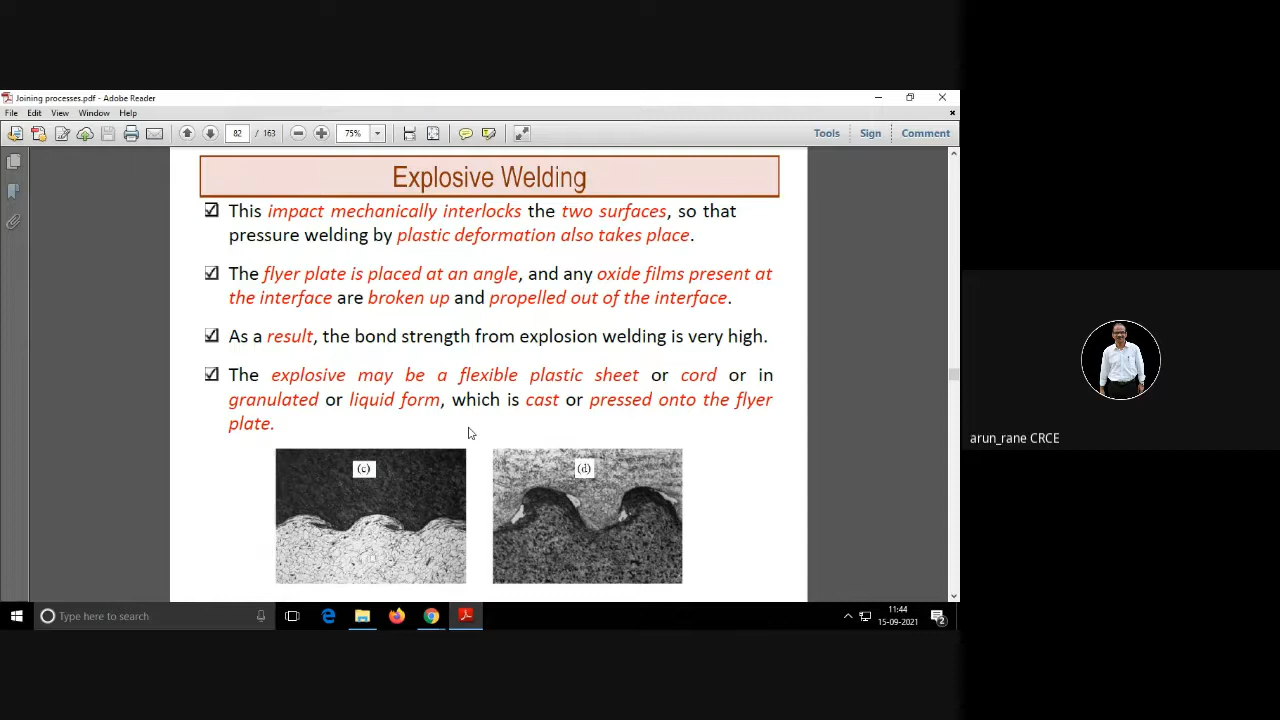 Joining processes.pdf - Adobe Reader
File Edit View Window Help
82 / 163 75% Tools Sign Comment
Explosive Welding
This impact mechanically interlocks the two surfaces, so that
pressure welding by plastic deformation also takes place.
The flyer plate is placed at an angle, and any oxide films present at
the interface are broken up and propelled out of the interface.
As a result, the bond strength from explosion welding is very high.
The explosive may be a flexible plastic sheet or cord or in
granulated or liquid form, which is cast or pressed onto the flyer
plate.
(c) (d)
arun_rane CRCE
Type here to search
11:44
15-09-2021
2